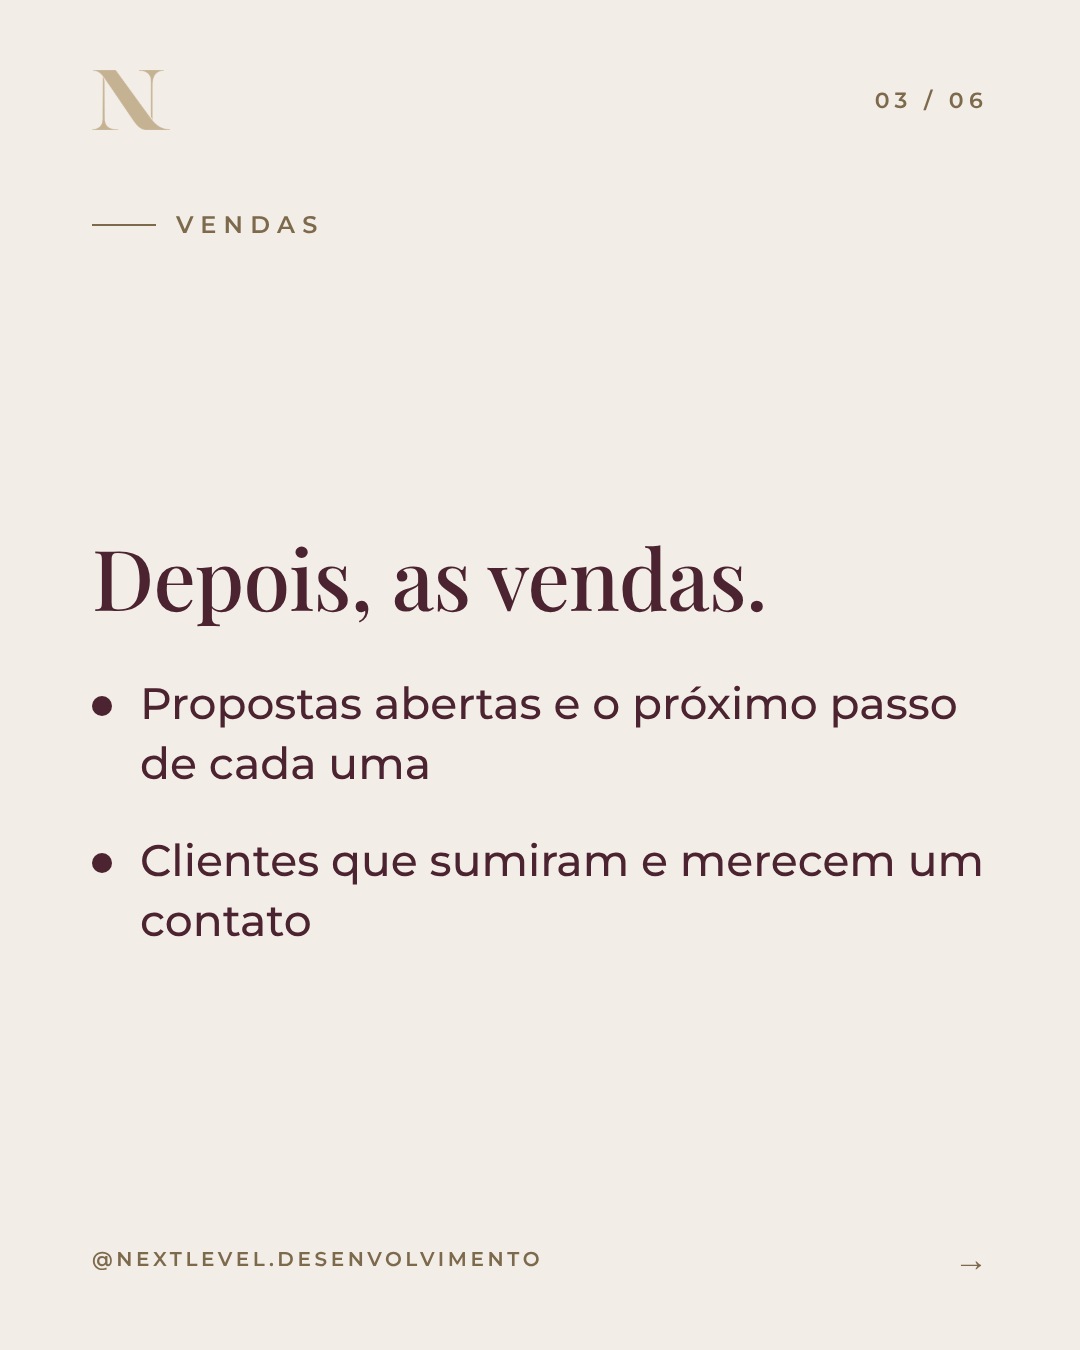 N
03 / 06
VENDAS
Depois, as vendas.
● Propostas abertas e o próximo passo
de cada uma
● Clientes que sumiram e merecem um
contato
@NEXTLEVEL.DESENVOLVIMENTO →